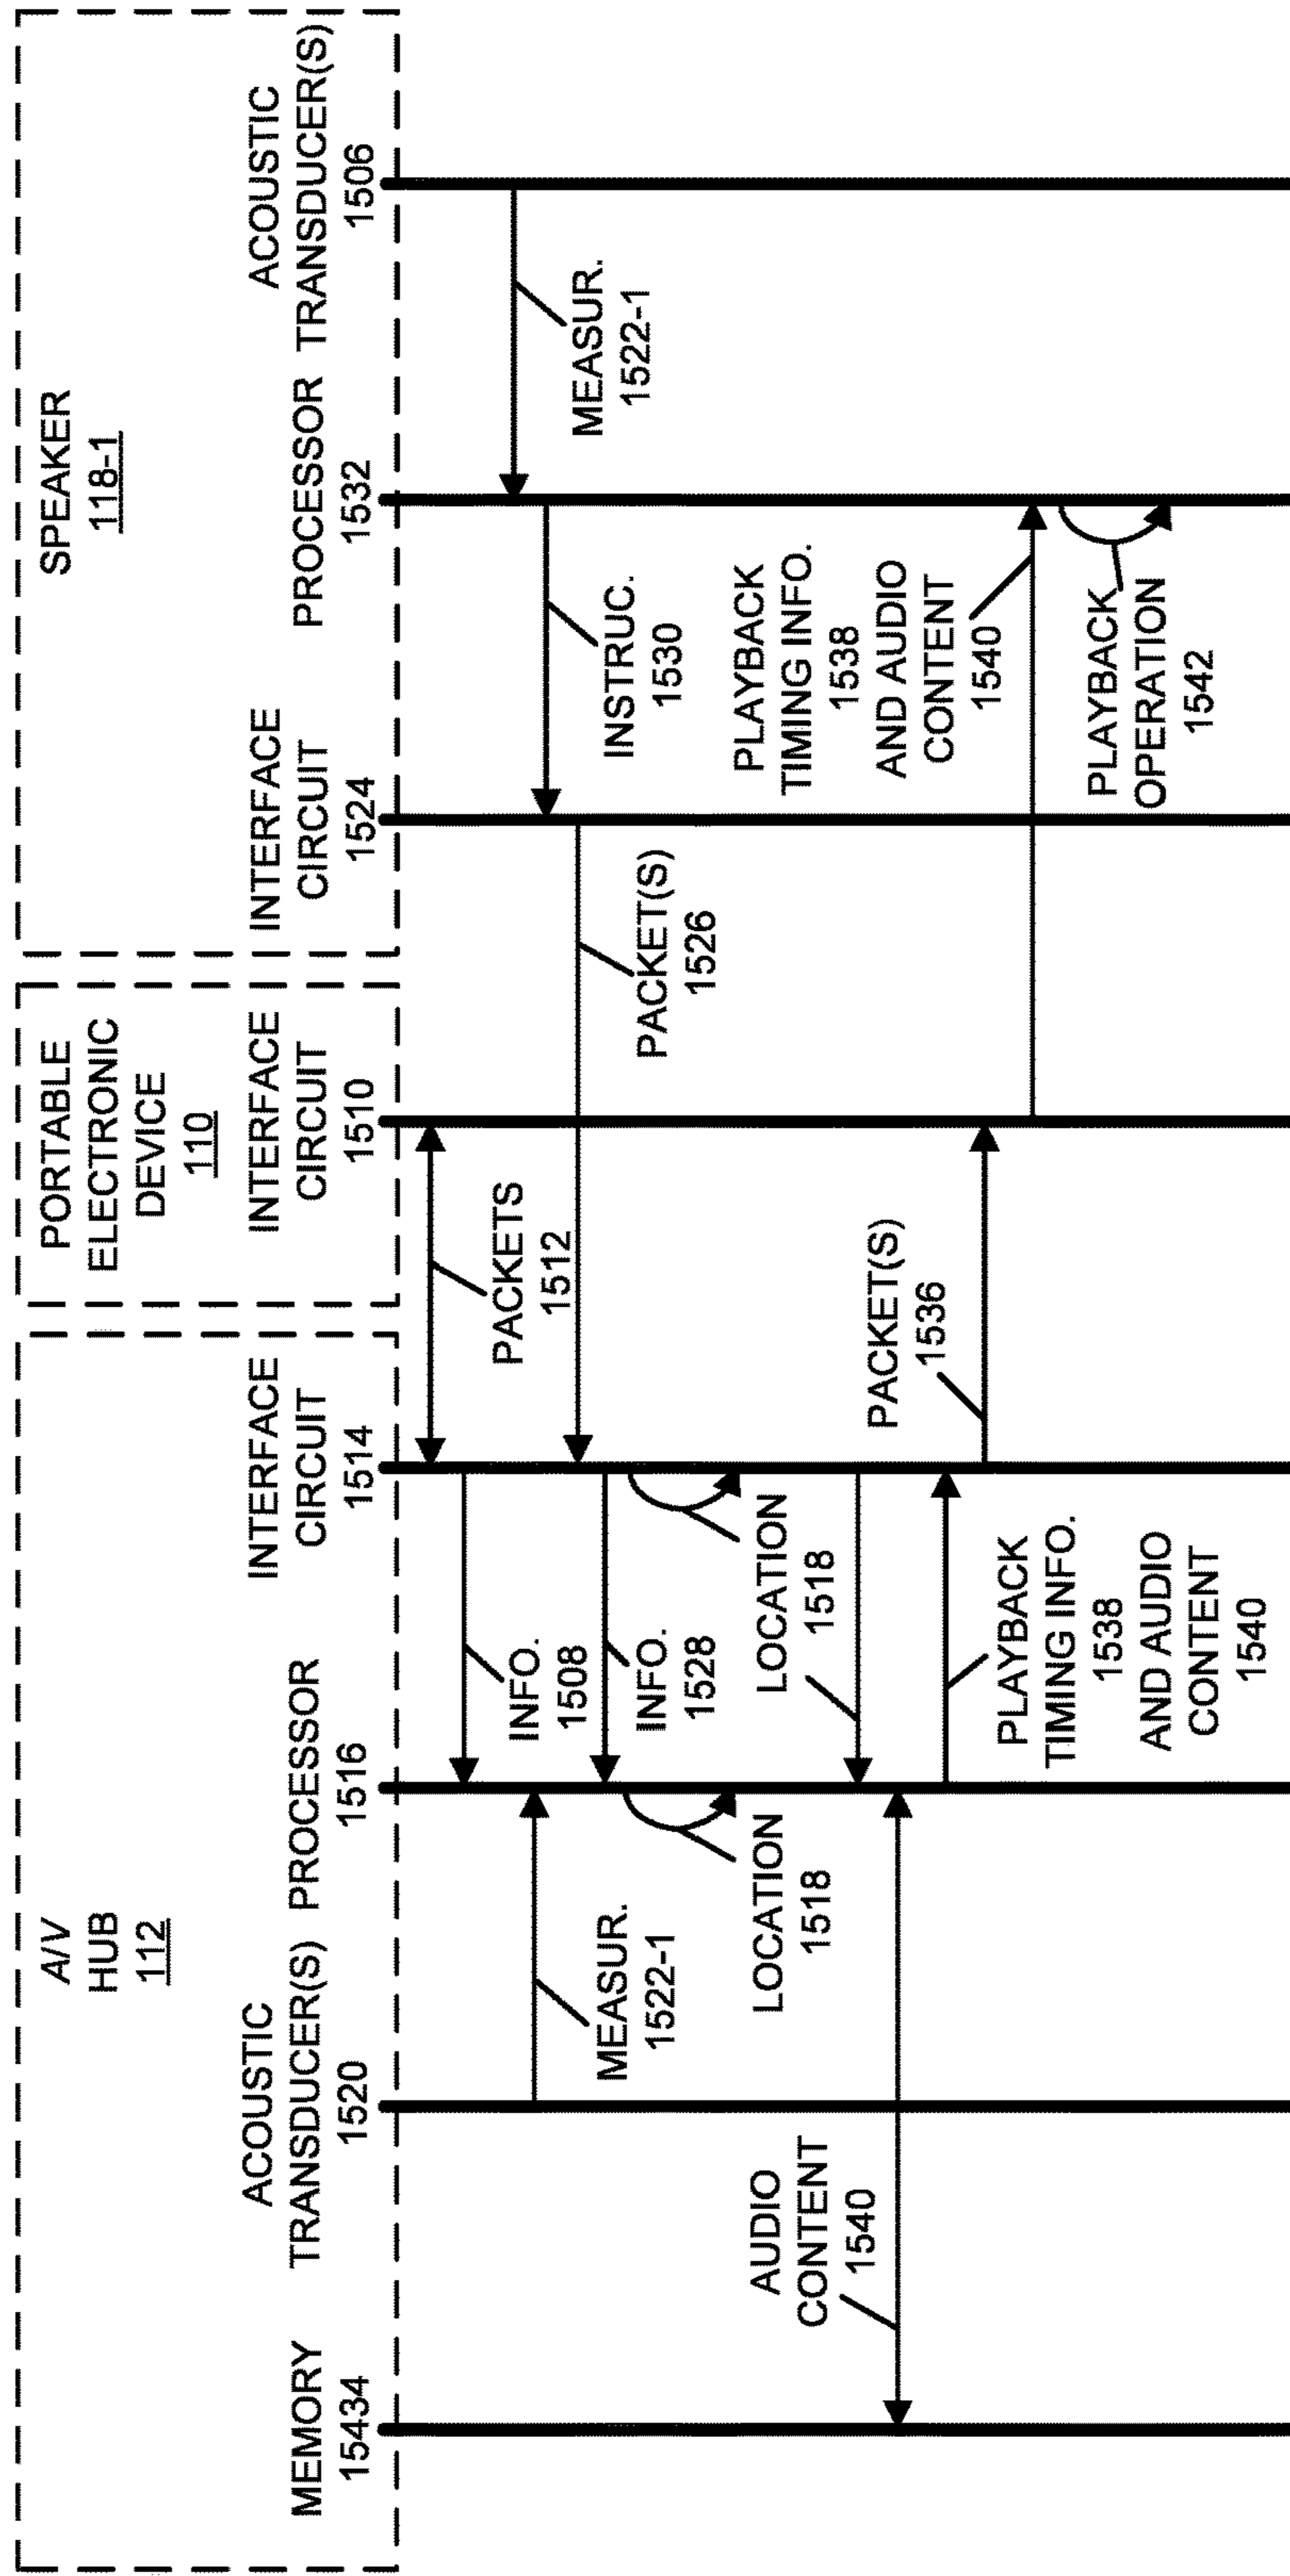 A/V
HUB
112
MEMORY
15434
ACOUSTIC
TRANSDUCER(S)
1520
PROCESSOR
1516
INTERFACE
CIRCUIT
1514
PORTABLE
ELECTRONIC
DEVICE
110
INTERFACE
CIRCUIT
1510
SPEAKER
118-1
INTERFACE
CIRCUIT
1524
PROCESSOR
1532
ACOUSTIC
TRANSDUCER(S)
1506
PACKETS
1512
INFO.
1508
MEASUR.
1522-1
MEASUR.
1522-1
INSTRUC.
1530
PACKET(S)
1526
INFO.
1528
LOCATION
1518
LOCATION
1518
AUDIO
CONTENT
1540
PLAYBACK
TIMING INFO.
1538
AND AUDIO
CONTENT
1540
PACKET(S)
1536
PLAYBACK
TIMING INFO.
1538
AND AUDIO
CONTENT
1540
PLAYBACK
OPERATION
1542